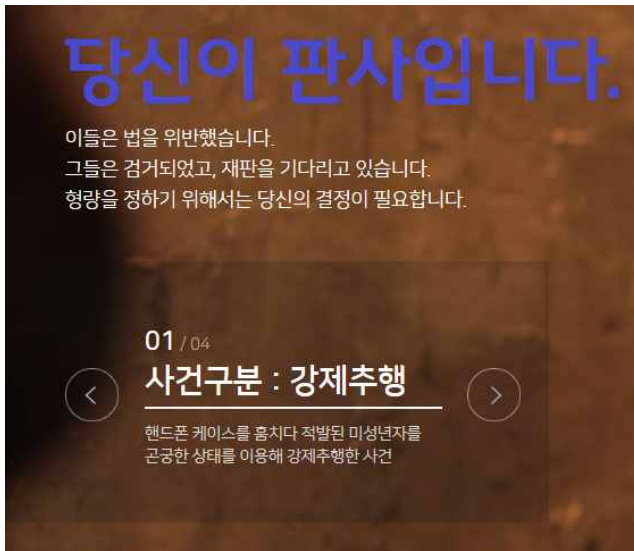 당신이 판사입니다.
이들은 법을 위반했습니다.
그들은 검거되었고, 재판을 기다리고 있습니다.
형량을 정하기 위해서는 당신의 결정이 필요합니다.
01 / 04
사건구분 : 강제추행
핸드폰 케이스를 훔치다 적발된 미성년자를
곤궁한 상태를 이용해 강제추행한 사건